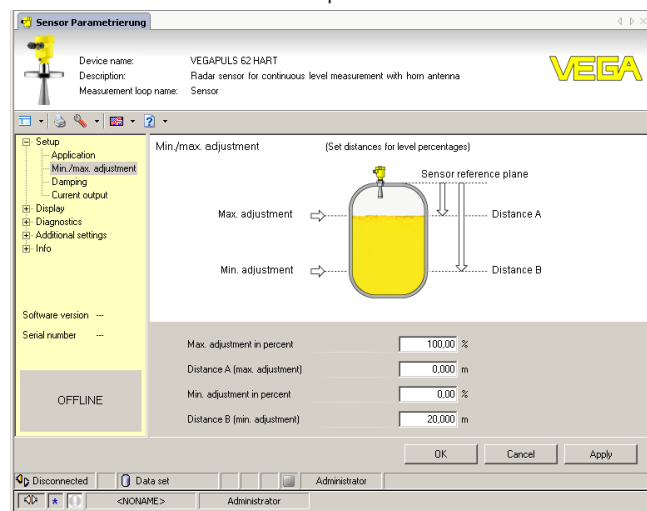 Sensor Parametrierung
Device name: VEGAPULS 62 HART
Description: Radar sensor for continuous level measurement with horn antenna
Measurement loop name: Sensor
VEGA
Setup
Application
Min./max. adjustment
Damping
Current output
Display
Diagnostics
Additional settings
Info
Software version ---
Serial number ---
OFFLINE
Min./max. adjustment (Set distances for level percentages)
Sensor reference plane
Max. adjustment
Distance A
Min. adjustment
Distance B
Max. adjustment in percent 100,00 %
Distance A (max. adjustment) 0,000 m
Min. adjustment in percent 0,00 %
Distance B (min. adjustment) 20,000 m
OK Cancel Apply
Disconnected Data set Administrator
<NONAME> Administrator